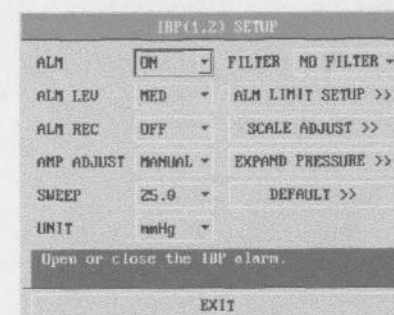 IBP(1,2) SETUP
ALM ON FILTER NO FILTER
ALM LEV MED ALM LIMIT SETUP >>
ALM REC OFF SCALE ADJUST >>
AMP ADJUST MANUAL EXPAND PRESSURE >>
SWEEP 25.0 DEFAULT >>
UNIT mmHg
Open or close the IBP alarm.
EXIT